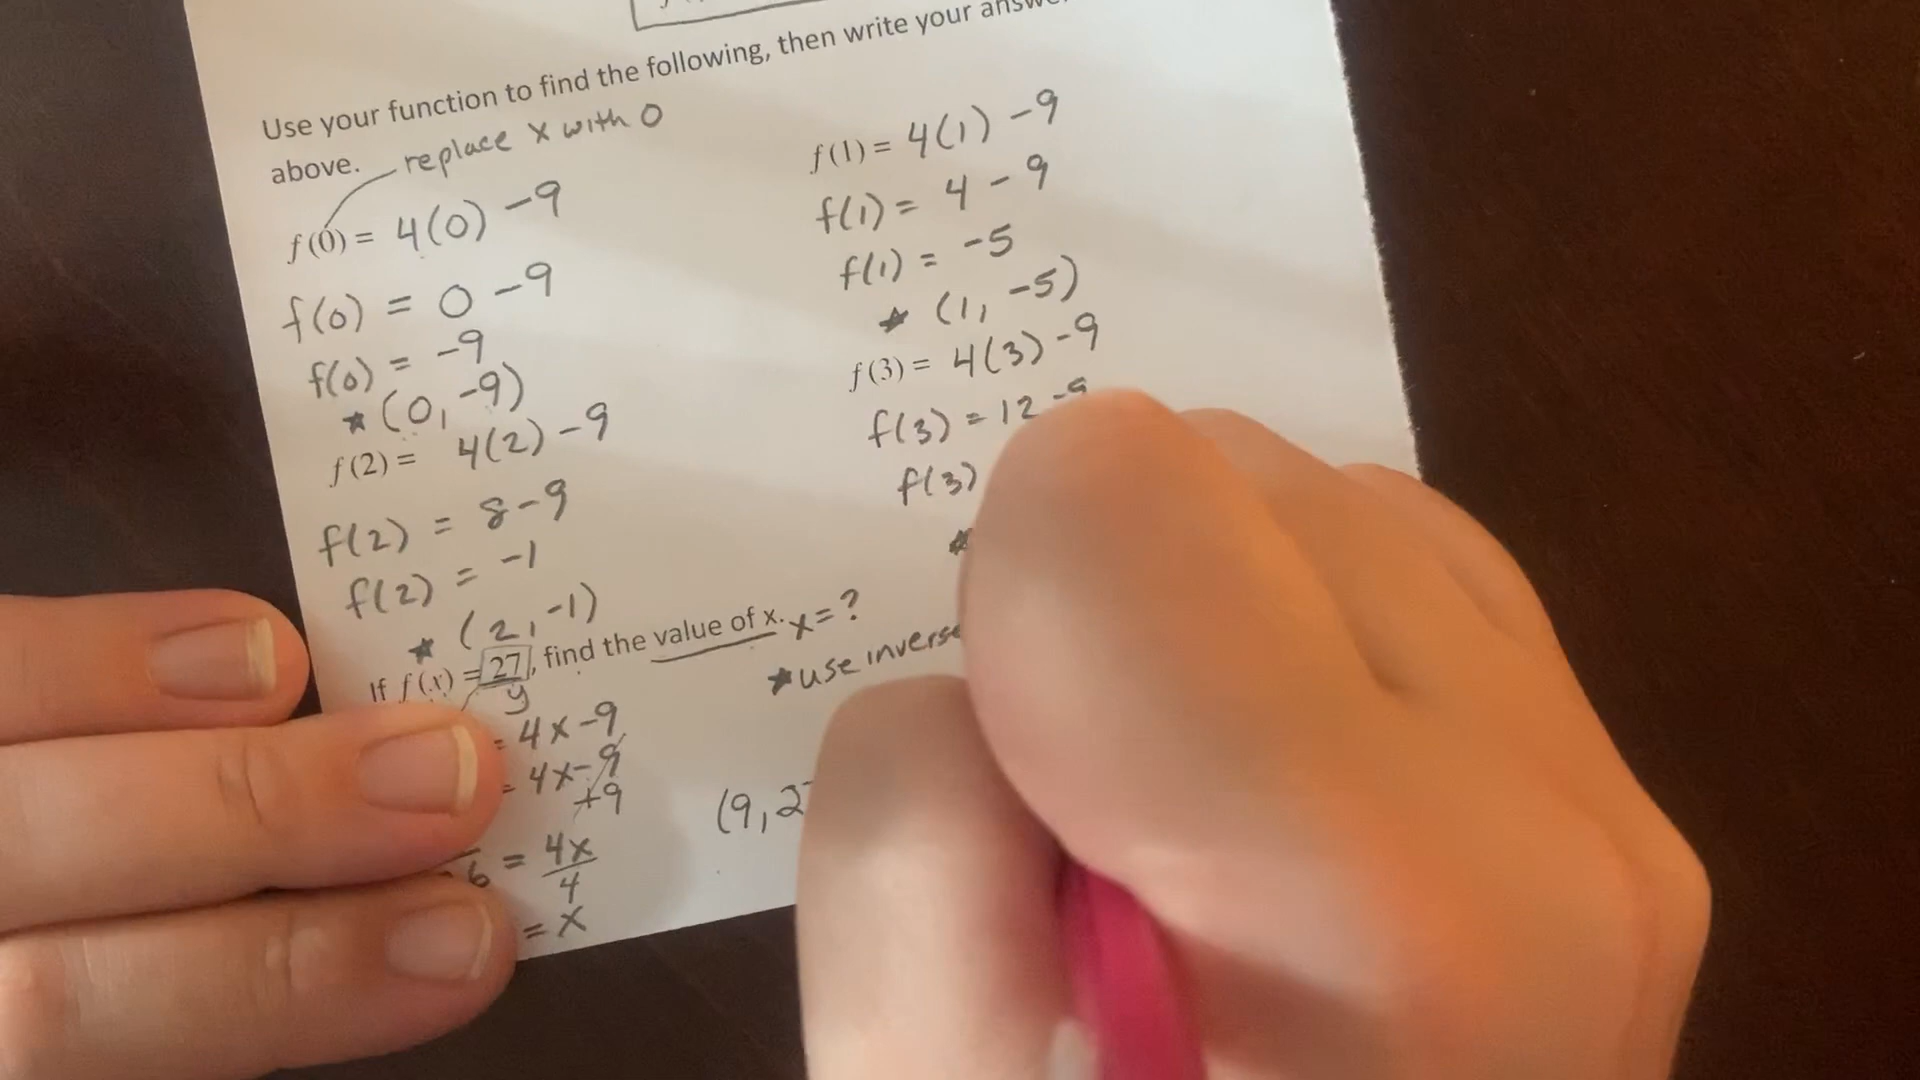 Use your function to find the following, then write your
above.
replace x with 0
f(0) = 4(0) -9
f(0) = 0 -9
f(0) = -9
★ (0, -9)
f(2) = 4(2) -9
f(2) = 8-9
f(2) = -1
★ (2, -1)
f(1) = 4(1) -9
f(1) = 4 - 9
f(1) = -5
★ (1, -5)
f(3) = 4(3) -9
f(3) = 12 -9
f(3)
★
If f(x) = 27, find the value of x. x = ?
y
★use inverse
= 4x -9
= 4x -9
+9
6 = 4x/4
= x
(9, 2